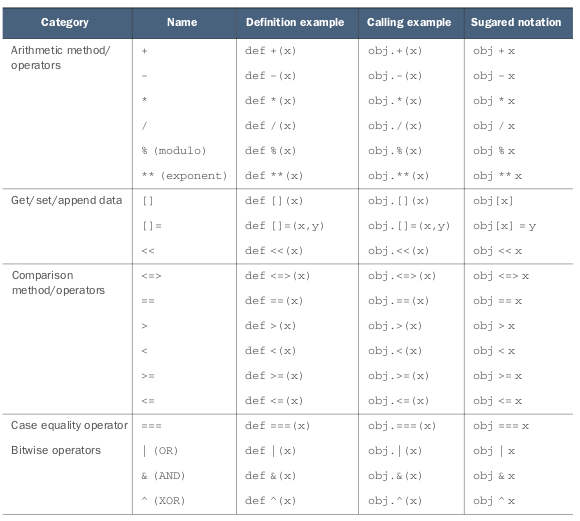 Category Name Definition example Calling example Sugared notation
Arithmetic method/ + def +(x) obj.+(x) obj + x
operators
– def –(x) obj.–(x) obj – x
* def *(x) obj.*(x) obj * x
/ def /(x) obj./(x) obj / x
% (modulo) def %(x) obj.%(x) obj % x
** (exponent) def **(x) obj.**(x) obj ** x
Get/set/append data [] def [](x) obj.[](x) obj[x]
[]= def []=(x,y) obj.[]=(x,y) obj[x] = y
<< def <<(x) obj.<<(x) obj << x
Comparison <=> def <=>(x) obj.<=>(x) obj <=> x
method/operators
== def ==(x) obj.==(x) obj == x
> def >(x) obj.>(x) obj > x
< def <(x) obj.<(x) obj < x
>= def >=(x) obj.>=(x) obj >= x
<= def <=(x) obj.<=(x) obj <= x
Case equality operator === def ===(x) obj.===(x) obj === x
Bitwise operators | (OR) def |(x) obj.|(x) obj | x
& (AND) def &(x) obj.&(x) obj & x
^ (XOR) def ^(x) obj.^(x) obj ^ x